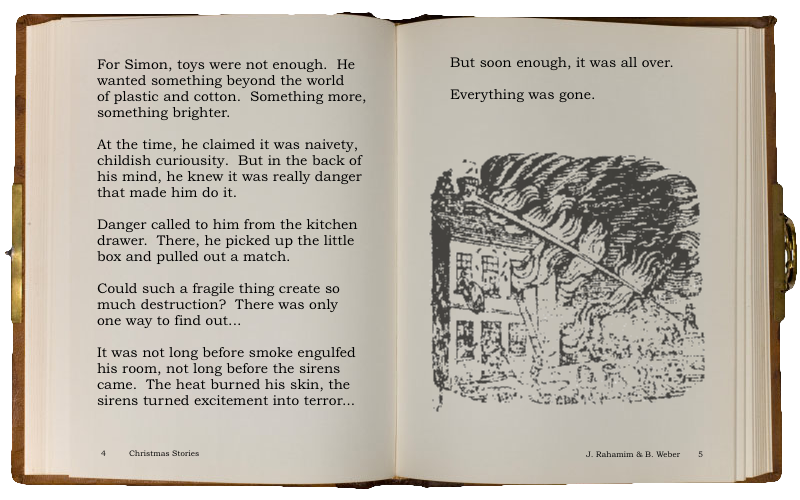 For Simon, toys were not enough.  He
wanted something beyond the world
of plastic and cotton.  Something more,
something brighter.
At the time, he claimed it was naivety,
childish curiousity.  But in the back of
his mind, he knew it was really danger
that made him do it.
Danger called to him from the kitchen
drawer.  There, he picked up the little
box and pulled out a match.
Could such a fragile thing create so
much destruction?  There was only
one way to find out...
It was not long before smoke engulfed
his room, not long before the sirens
came.  The heat burned his skin, the
sirens turned excitement into terror...
4 Christmas Stories
But soon enough, it was all over.
Everything was gone.
J. Rahamim & B. Weber 5